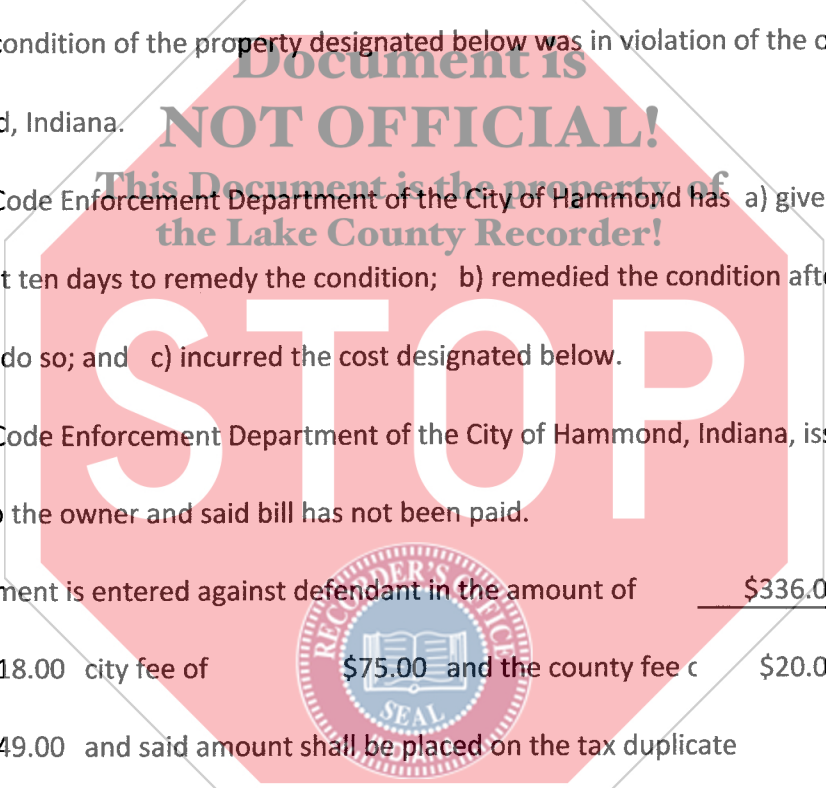 condition of the property designated below was in violation of the
Document is
d, Indiana.
NOT OFFICIAL!
This Document is the property of
Code Enforcement Department of the City of Hammond has a) give
the Lake County Recorder!
t ten days to remedy the condition; b) remedied the condition aft
do so; and c) incurred the cost designated below.
STOP
Code Enforcement Department of the City of Hammond, Indiana, is
the owner and said bill has not been paid.
ment is entered against defendant in the amount of $336.0
RECORDER'S OFFICE
18.00 city fee of $75.00 and the county fee $20.0
SEAL
49.00 and said amount shall be placed on the tax duplicate